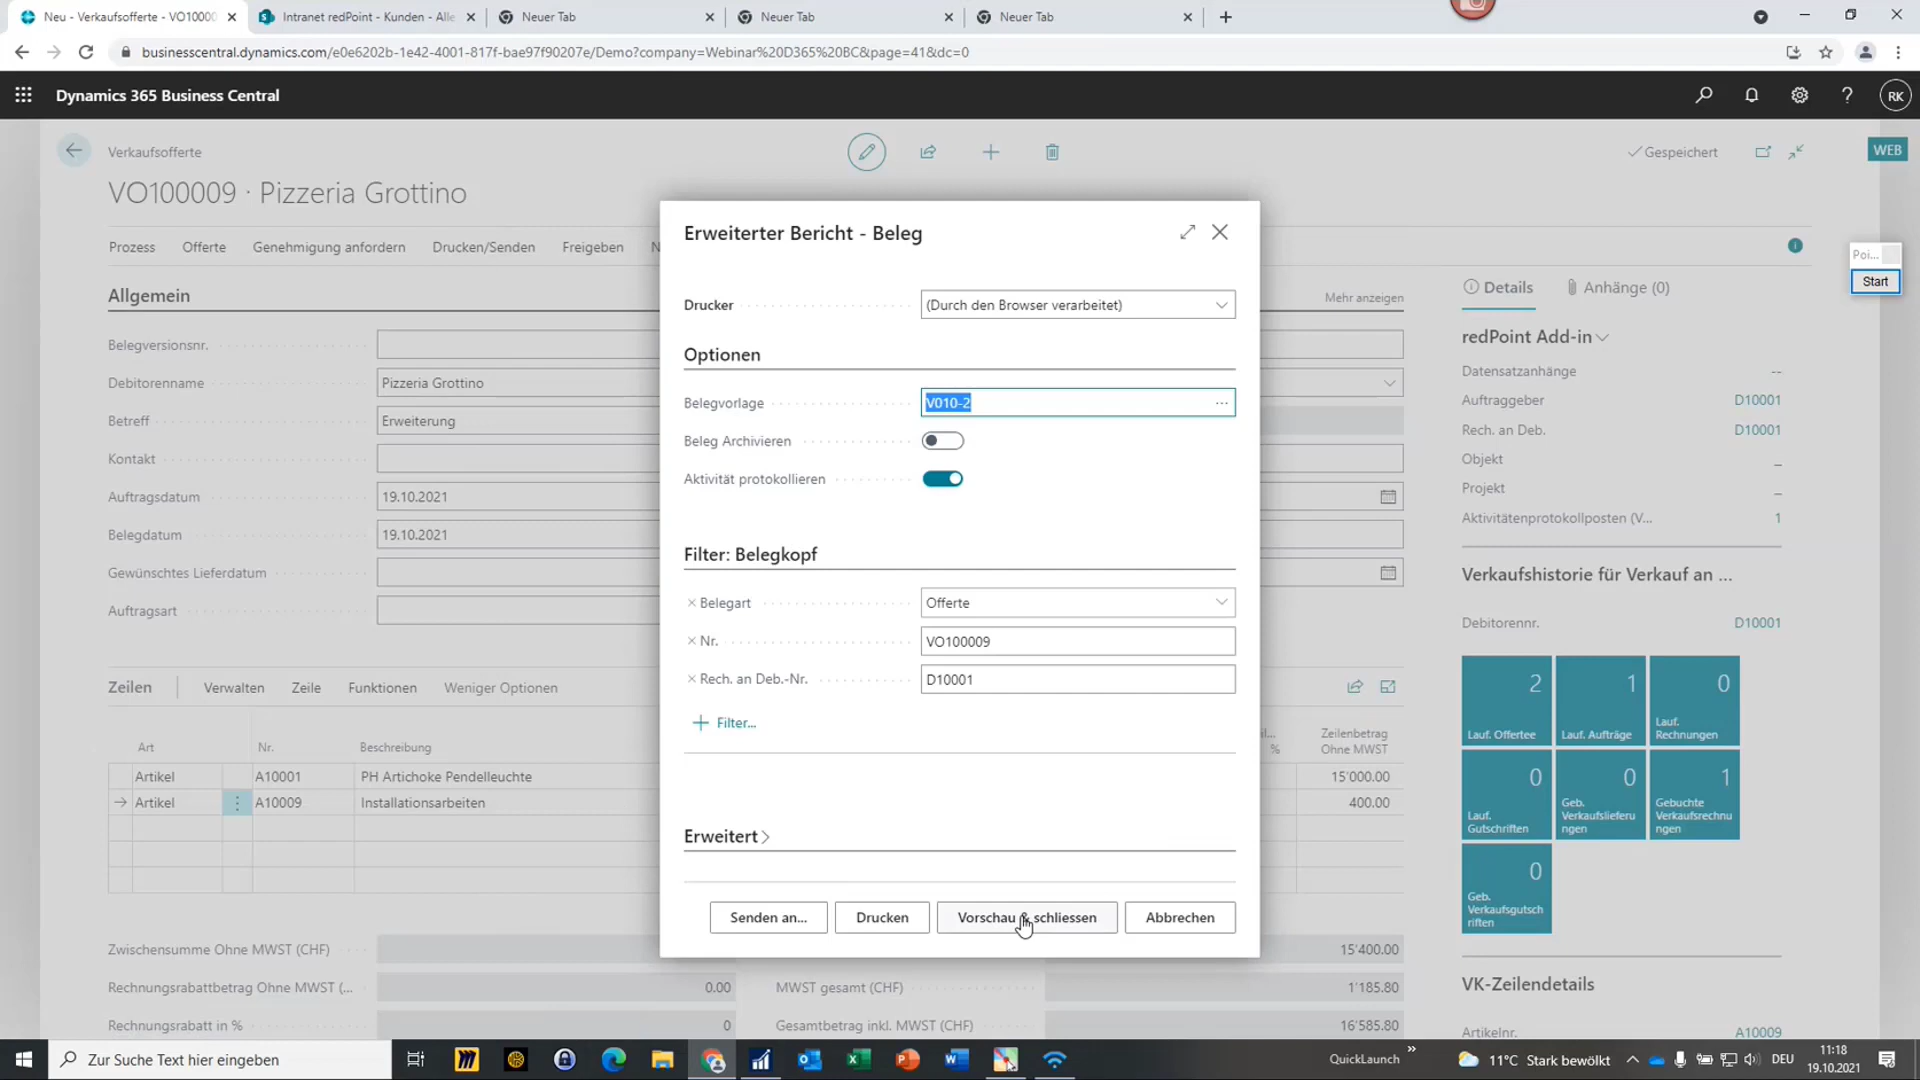 Neu - Verkaufsofferte - VO10000
Intranet redPoint - Kunden - Alle
Neuer Tab
Neuer Tab
Neuer Tab
businesscentral.dynamics.com/e0e6202b-1e42-4001-817f-bae97f90207e/Demo?company=Webinar%20D365%20BC&page=41&dc=0
Dynamics 365 Business Central
RK
Verkaufsofferte
Gespeichert
WEB
VO100009 · Pizzeria Grottino
Prozess
Offerte
Genehmigung anfordern
Drucken/Senden
Freigeben
N
Poi...
Start
Allgemein
Mehr anzeigen
Belegversionsnr.
Debitorenname
Pizzeria Grottino
Betreff
Erweiterung
Kontakt
Auftragsdatum
19.10.2021
Belegdatum
19.10.2021
Gewünschtes Lieferdatum
Auftragsart
Zeilen
Verwalten
Zeile
Funktionen
Weniger Optionen
Art
Nr.
Beschreibung
%
Zeilenbetrag
Ohne MWST
Artikel
A10001
PH Artichoke Pendelleuchte
15'000.00
Artikel
A10009
Installationsarbeiten
400.00
Zwischensumme Ohne MWST (CHF)
15'400.00
Rechnungsrabattbetrag Ohne MWST (...
0.00
MWST gesamt (CHF)
1'185.80
Rechnungsrabatt in %
0
Gesamtbetrag inkl. MWST (CHF)
16'585.80
Erweiterter Bericht - Beleg
Drucker
(Durch den Browser verarbeitet)
Optionen
Belegvorlage
V010-2
Beleg Archivieren
Aktivität protokollieren
Filter: Belegkopf
Belegart
Offerte
Nr.
VO100009
Rech. an Deb.-Nr.
D10001
Filter...
Erweitert
Senden an...
Drucken
Vorschau & schliessen
Abbrechen
Details
Anhänge (0)
redPoint Add-in
Datensatzanhänge
--
Auftraggeber
D10001
Rech. an Deb.
D10001
Objekt
_
Projekt
_
Aktivitätenprotokollposten (V...
1
Verkaufshistorie für Verkauf an ...
Debitorennr.
D10001
2
Lauf. Offertee
1
Lauf. Aufträge
0
Lauf.
Rechnungen
0
Lauf.
Gutschriften
0
Geb.
Verkaufslieferu
ngen
1
Gebuchte
Verkaufsrechnu
ngen
0
Geb.
Verkaufsgutsch
riften
VK-Zeilendetails
Artikelnr.
A10009
Zur Suche Text hier eingeben
QuickLaunch
11°C Stark bewölkt
DEU
11:18
19.10.2021